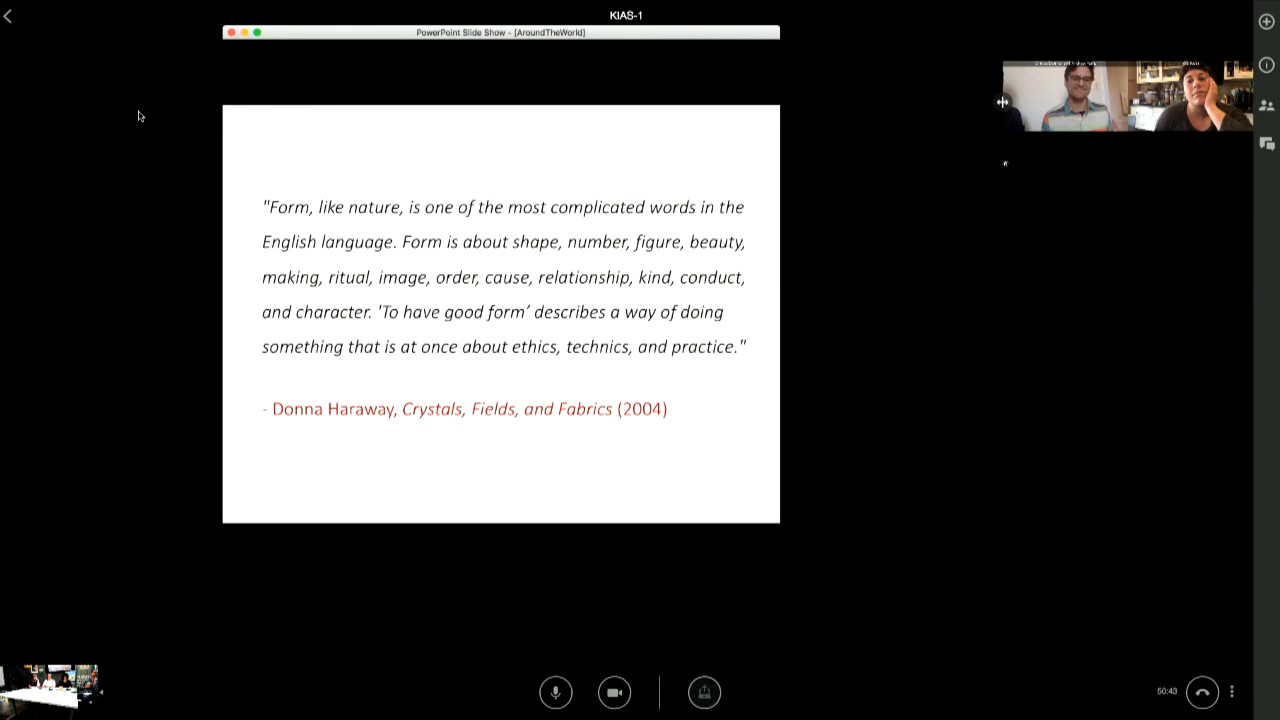 KIAS-1
PowerPoint Slide Show - [AroundTheWorld]
"Form, like nature, is one of the most complicated words in the
English language. Form is about shape, number, figure, beauty,
making, ritual, image, order, cause, relationship, kind, conduct,
and character. 'To have good form’ describes a way of doing
something that is at once about ethics, technics, and practice."
- Donna Haraway, Crystals, Fields, and Fabrics (2004)
50:43